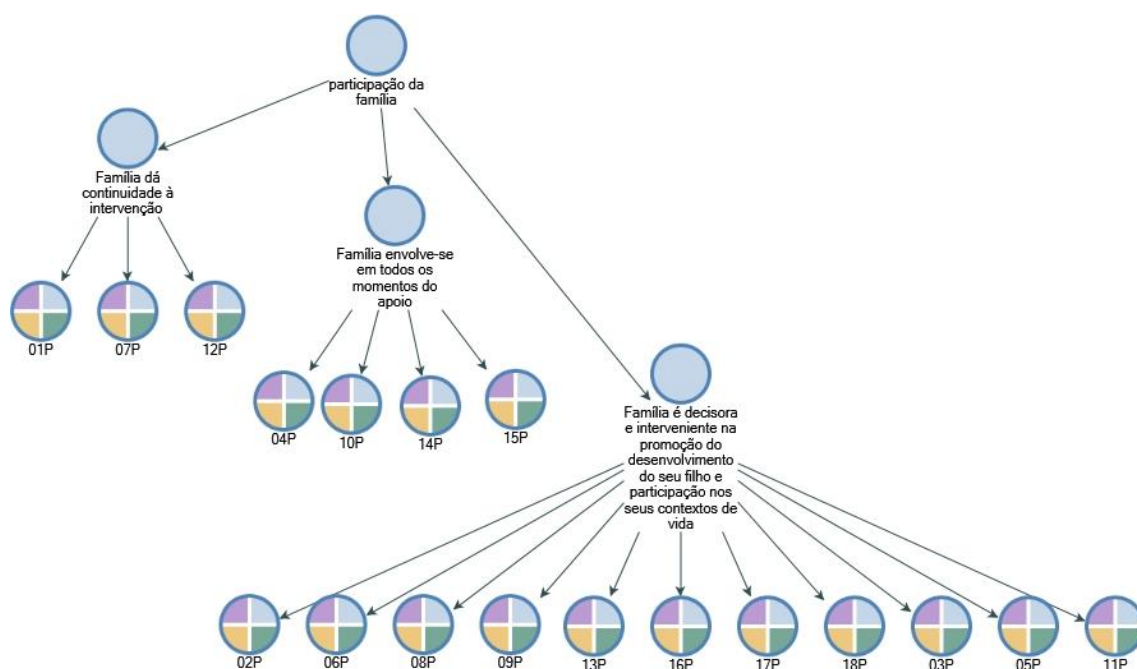 participação da
família
Família dá
continuidade à
intervenção
Família envolve-se
em todos os
momentos do
apoio
01P
07P
12P
04P
10P
14P
15P
Família é decisora
e interveniente na
promoção do
desenvolvimento
do seu filho e
participação nos
seus contextos de
vida
02P
06P
08P
09P
13P
16P
17P
18P
03P
05P
11P